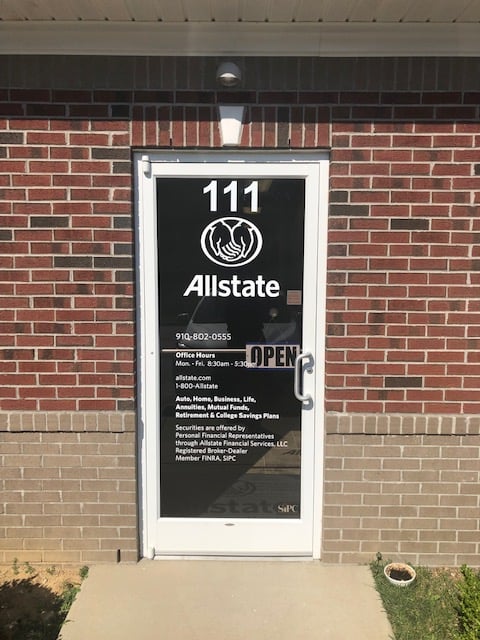 111
Allstate
910-802-0555
OPEN
Office Hours
Mon. - Fri. 8:30am - 5:30
allstate.com
1-800-Allstate
Auto, Home, Business, Life,
Annuities, Mutual Funds,
Retirement & College Savings Plans
Securities are offered by
Personal Financial Representatives
through Allstate Financial Services, LLC
Registered Broker-Dealer
Member FINRA, SIPC
SIPC